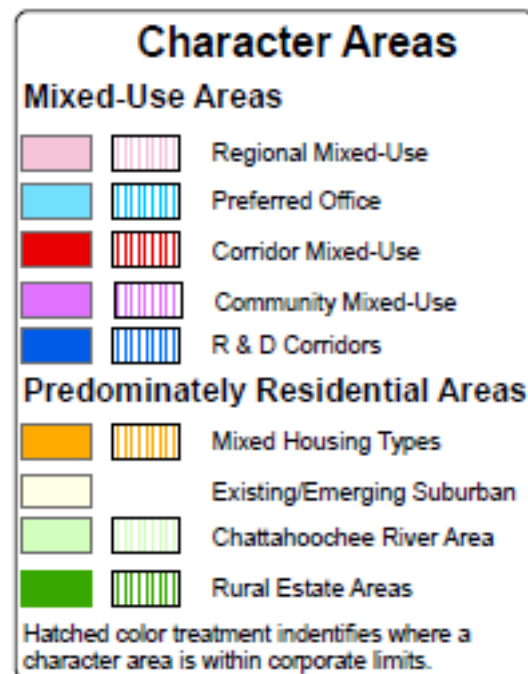 Character Areas
Mixed-Use Areas
Regional Mixed-Use
Preferred Office
Corridor Mixed-Use
Community Mixed-Use
R & D Corridors
Predominately Residential Areas
Mixed Housing Types
Existing/Emerging Suburban
Chattahoochee River Area
Rural Estate Areas
Hatched color treatment indentifies where a
character area is within corporate limits.